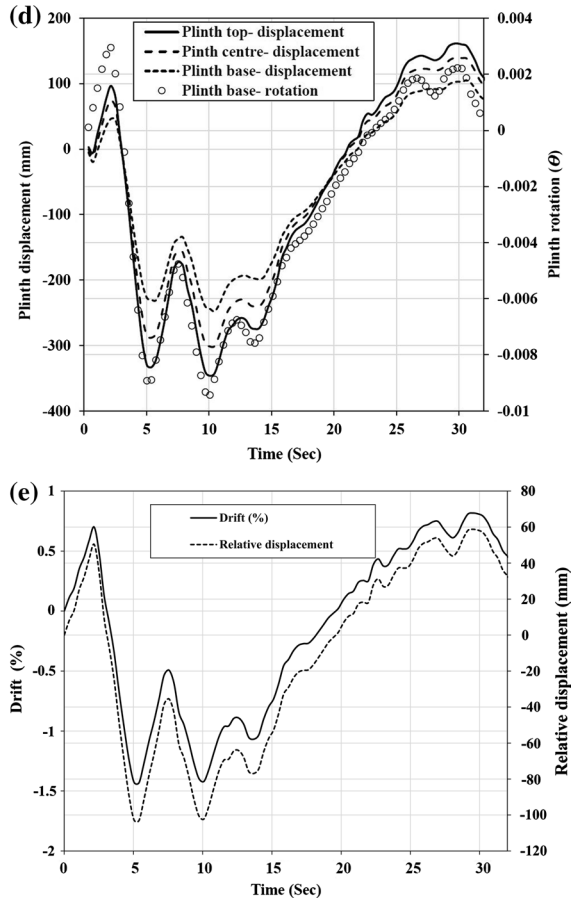 (d)
Plinth top- displacement
Pinth centre- displacement
Plinth base- displacement
Plinth base- rotation
200
100
0
-100
-200
-300
-400
Plinth displacement (mm)
0.004
0.002
0
-0.002
-0.004
-0.006
-0.008
-0.01
Plinth rotation (Θ)
0 5 10 15 20 25 30
Time (Sec)
(e)
Drift (%)
Relative displacement
1
0.5
0
-0.5
-1
-1.5
-2
Drift (%)
80
60
40
20
0
-20
-40
-60
-80
-100
-120
Relative displacement (mm)
0 5 10 15 20 25 30
Time (Sec)